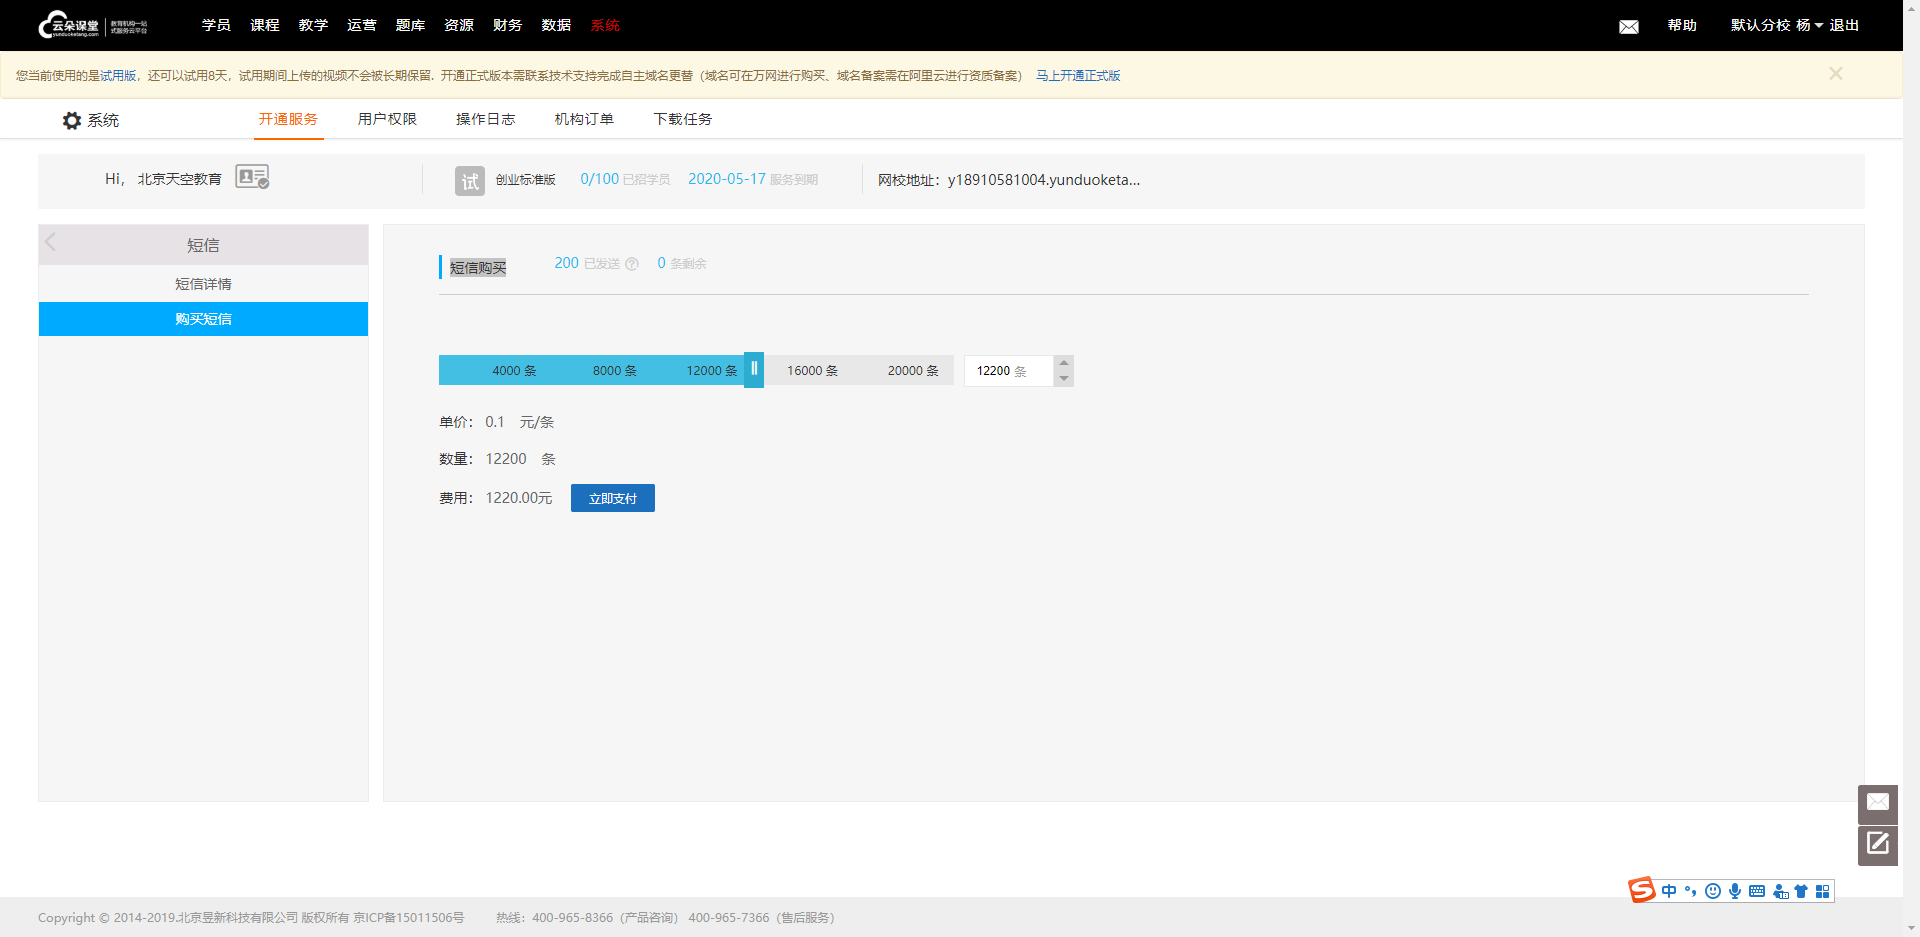 云朵课堂 yunduoketang.com 教育机构一站式服务云平台
学员 课程 教学 运营 题库 资源 财务 数据 系统 帮助 默认分校 杨 退出
您当前使用的是试用版，还可以试用8天，试用期间上传的视频不会被长期保留. 开通正式版本需联系技术支持完成自主域名更替（域名可在万网进行购买、域名备案需在阿里云进行资质备案） 马上开通正式版
系统 开通服务 用户权限 操作日志 机构订单 下载任务
Hi， 北京天空教育 试 创业标准版 0/100 已招学员 2020-05-17 服务到期 网校地址：y18910581004.yunduoketa...
短信
短信详情
购买短信
短信购买 200 已发送 ? 0 条剩余
4000 条 8000 条 12000 条 16000 条 20000 条 12200 条
单价： 0.1 元/条
数量： 12200 条
费用： 1220.00元 立即支付
S 中
Copyright © 2014-2019.北京昱新科技有限公司 版权所有 京ICP备15011506号 热线：400-965-8366（产品咨询） 400-965-7366（售后服务）